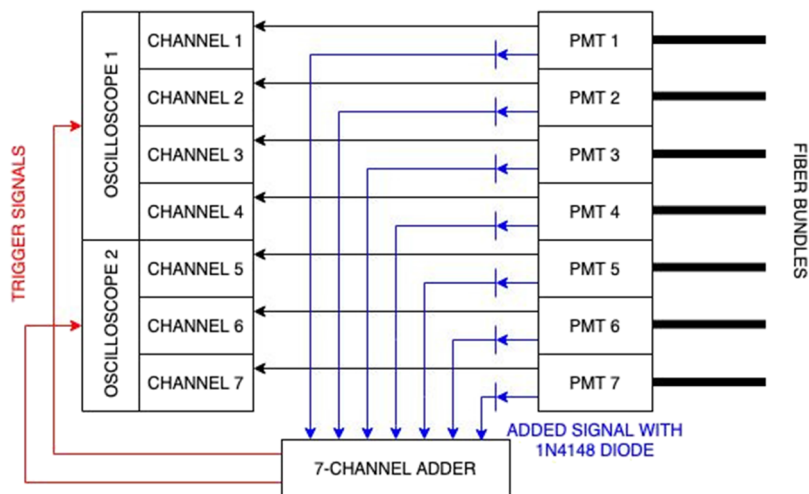 TRIGGER SIGNALS
OSCILLOSCOPE 1
OSCILLOSCOPE 2
CHANNEL 1
CHANNEL 2
CHANNEL 3
CHANNEL 4
CHANNEL 5
CHANNEL 6
CHANNEL 7
PMT 1
PMT 2
PMT 3
PMT 4
PMT 5
PMT 6
PMT 7
FIBER BUNDLES
ADDED SIGNAL WITH
1N4148 DIODE
7-CHANNEL ADDER